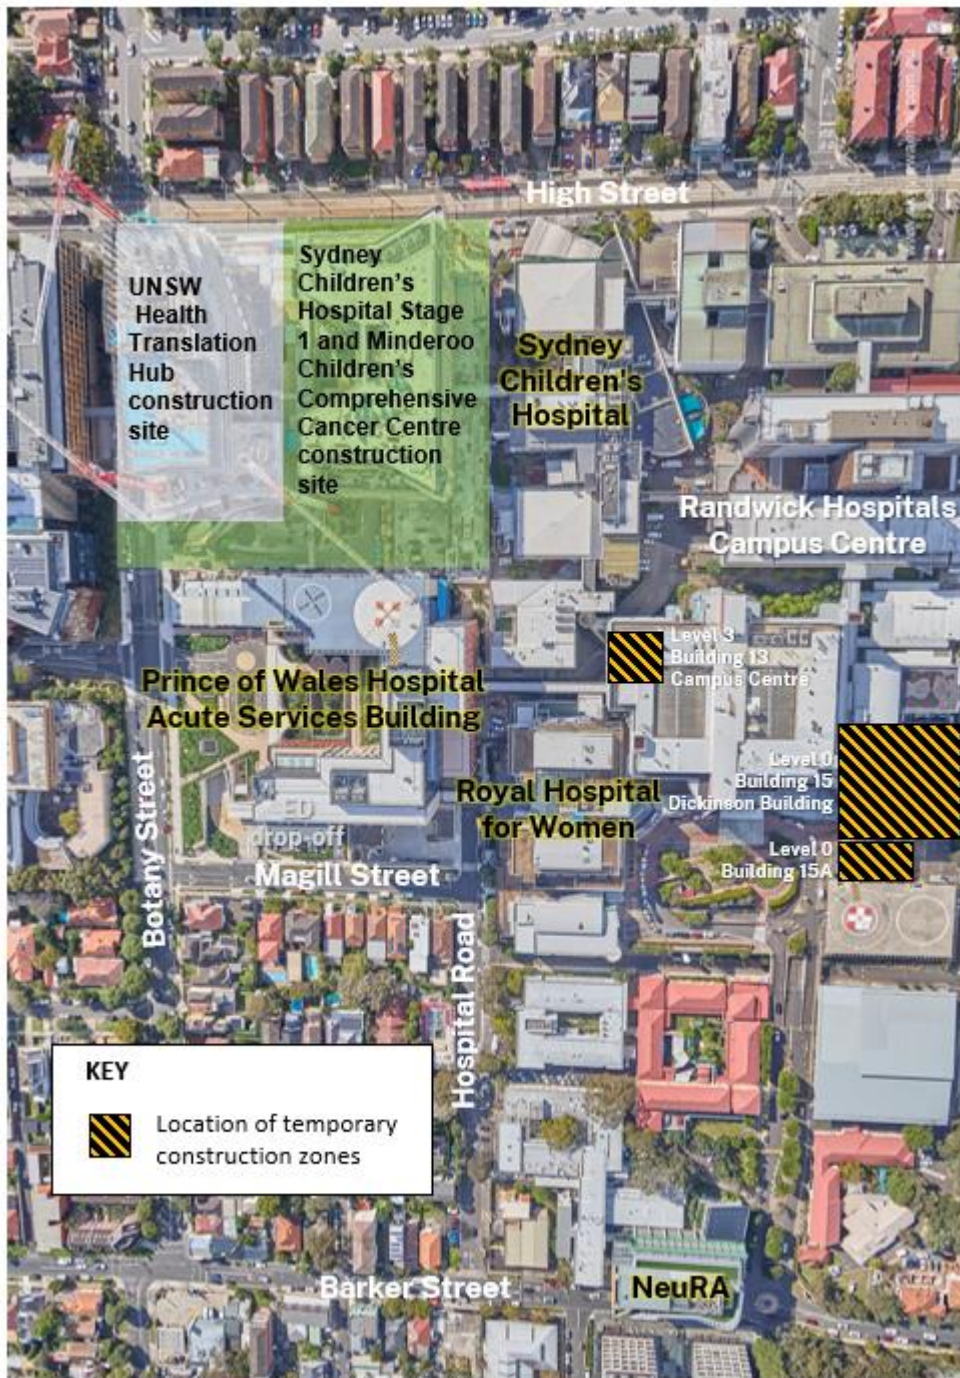 High Street
UNSW
Health
Translation
Hub
construction
site
Sydney
Children's
Hospital Stage
1 and Minderoo
Children's
Comprehensive
Cancer Centre
construction
site
Sydney
Children's
Hospital
Randwick Hospitals
Campus Centre
Level 3
Building 13
Campus Centre
Prince of Wales Hospital
Acute Services Building
Level 0
Building 15
Dickinson Building
Royal Hospital
for Women
ED
drop-off
Level 0
Building 15A
Magill Street
Botany Street
Hospital Road
KEY
Location of temporary
construction zones
Barker Street
NeuRA